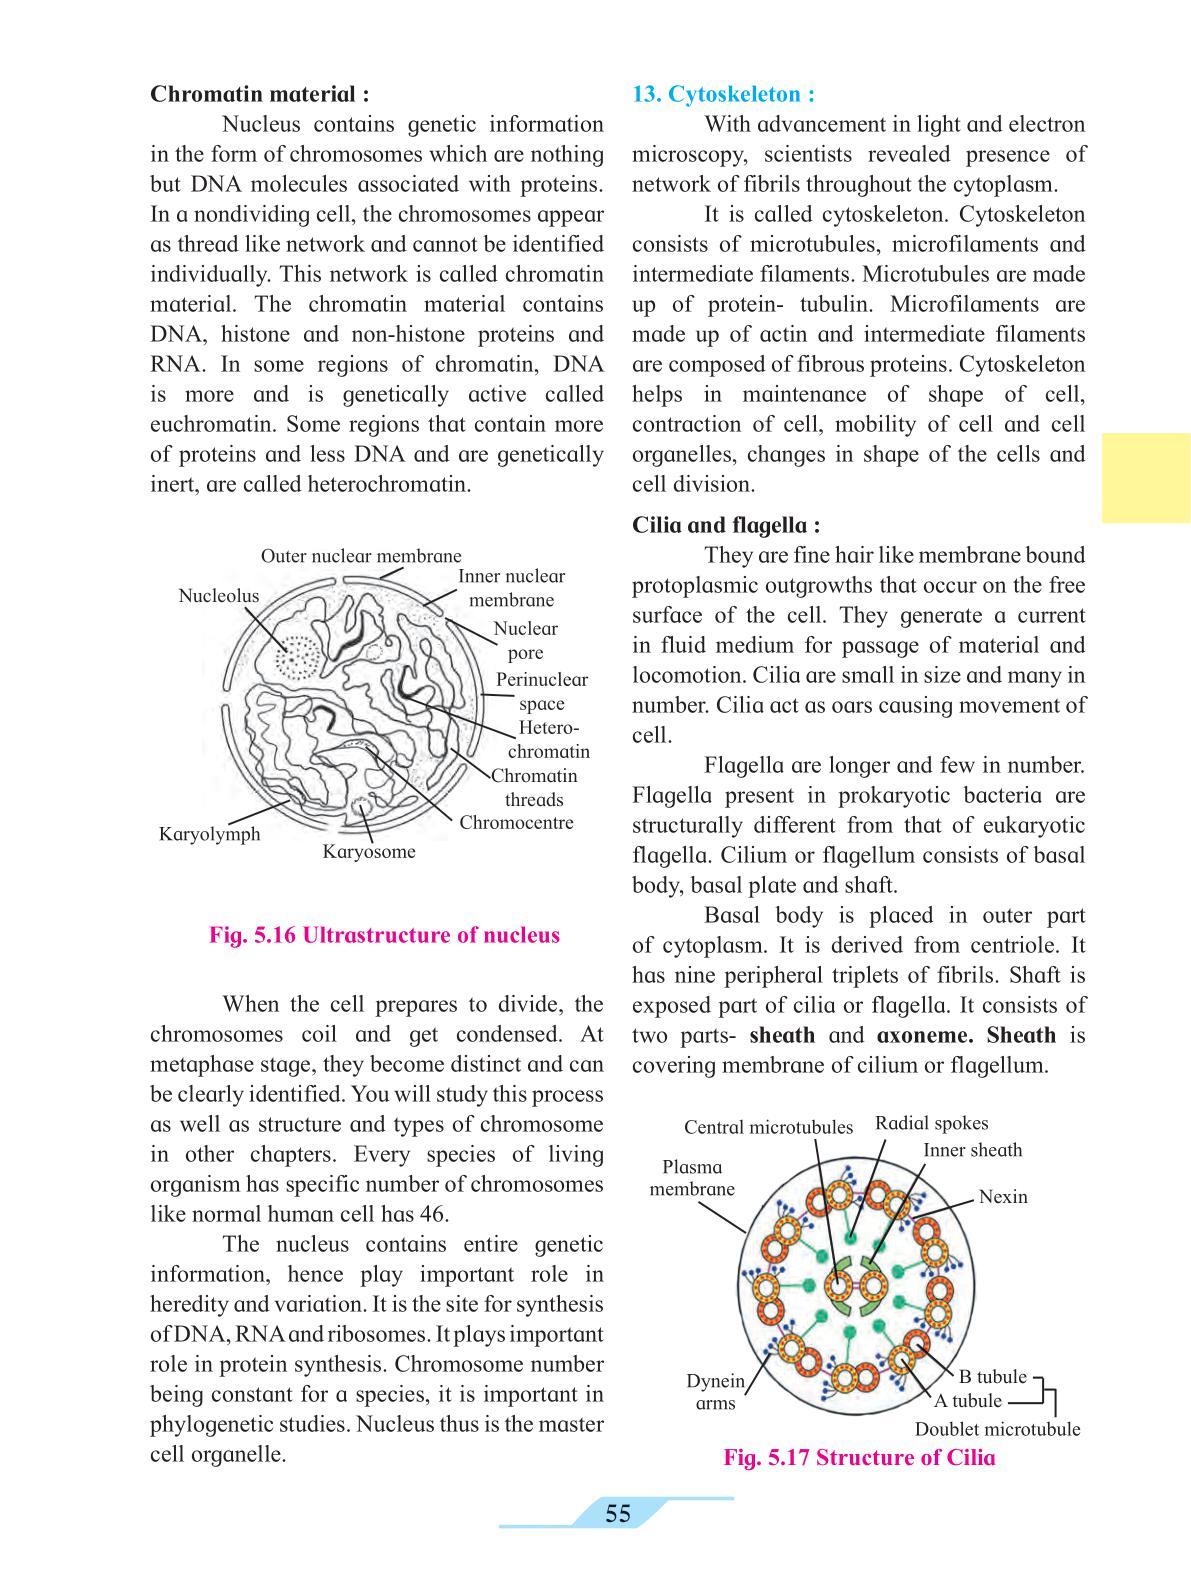 Chromatin material :
Nucleus contains genetic information
in the form of chromosomes which are nothing
but DNA molecules associated with proteins.
In a nondividing cell, the chromosomes appear
as thread like network and cannot be identified
individually. This network is called chromatin
material. The chromatin material contains
DNA, histone and non-histone proteins and
RNA. In some regions of chromatin, DNA
is more and is genetically active called
euchromatin. Some regions that contain more
of proteins and less DNA and are genetically
inert, are called heterochromatin.
Outer nuclear membrane
Inner nuclear
membrane
Nucleolus
Nuclear
pore
Perinuclear
space
Hetero-
chromatin
Chromatin
threads
Chromocentre
Karyolymph
Karyosome
Fig. 5.16 Ultrastructure of nucleus
When the cell prepares to divide, the
chromosomes coil and get condensed. At
metaphase stage, they become distinct and can
be clearly identified. You will study this process
as well as structure and types of chromosome
in other chapters. Every species of living
organism has specific number of chromosomes
like normal human cell has 46.
The nucleus contains entire genetic
information, hence play important role in
heredity and variation. It is the site for synthesis
of DNA, RNA and ribosomes. It plays important
role in protein synthesis. Chromosome number
being constant for a species, it is important in
phylogenetic studies. Nucleus thus is the master
cell organelle.
13. Cytoskeleton :
With advancement in light and electron
microscopy, scientists revealed presence of
network of fibrils throughout the cytoplasm.
It is called cytoskeleton. Cytoskeleton
consists of microtubules, microfilaments and
intermediate filaments. Microtubules are made
up of protein- tubulin. Microfilaments are
made up of actin and intermediate filaments
are composed of fibrous proteins. Cytoskeleton
helps in maintenance of shape of cell,
contraction of cell, mobility of cell and cell
organelles, changes in shape of the cells and
cell division.
Cilia and flagella :
They are fine hair like membrane bound
protoplasmic outgrowths that occur on the free
surface of the cell. They generate a current
in fluid medium for passage of material and
locomotion. Cilia are small in size and many in
number. Cilia act as oars causing movement of
cell.
Flagella are longer and few in number.
Flagella present in prokaryotic bacteria are
structurally different from that of eukaryotic
flagella. Cilium or flagellum consists of basal
body, basal plate and shaft.
Basal body is placed in outer part
of cytoplasm. It is derived from centriole. It
has nine peripheral triplets of fibrils. Shaft is
exposed part of cilia or flagella. It consists of
two parts- sheath and axoneme. Sheath is
covering membrane of cilium or flagellum.
Central microtubules
Radial spokes
Inner sheath
Plasma
membrane
Nexin
Dynein
arms
B tubule
A tubule
Doublet microtubule
Fig. 5.17 Structure of Cilia
55